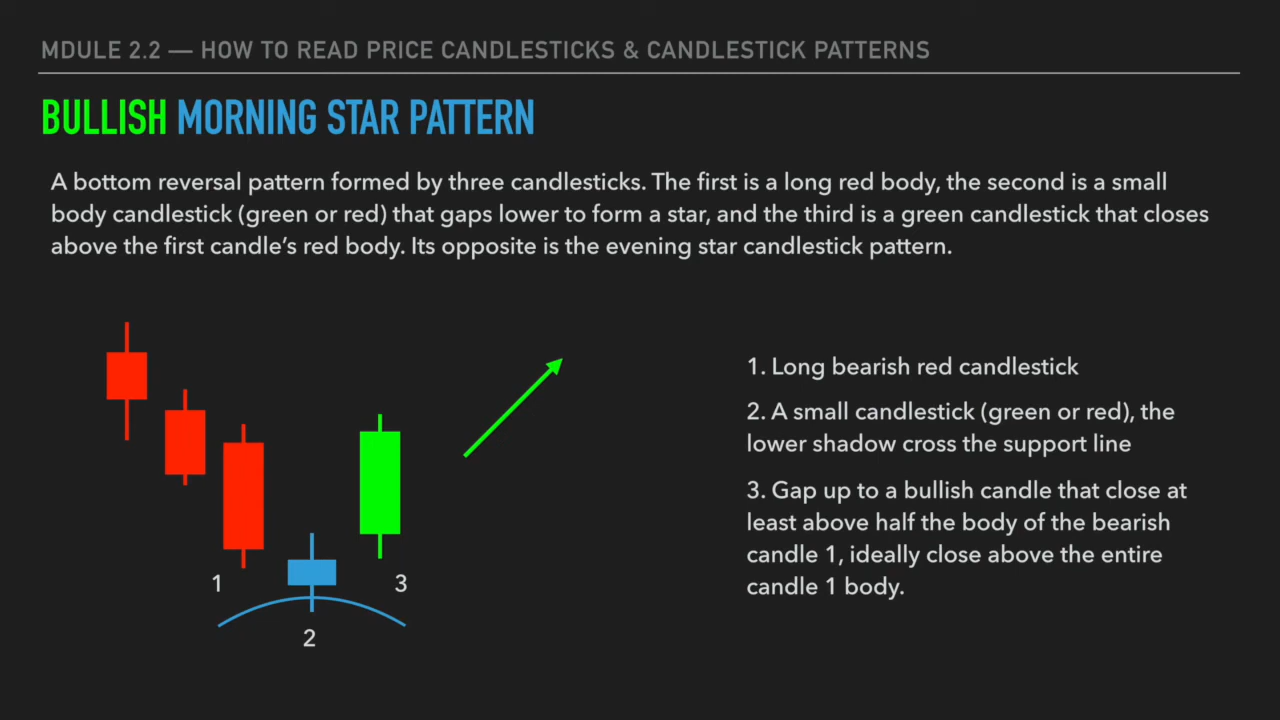 MDULE 2.2 — HOW TO READ PRICE CANDLESTICKS & CANDLESTICK PATTERNS
BULLISH MORNING STAR PATTERN
A bottom reversal pattern formed by three candlesticks. The first is a long red body, the second is a small
body candlestick (green or red) that gaps lower to form a star, and the third is a green candlestick that closes
above the first candle’s red body. Its opposite is the evening star candlestick pattern.
1. Long bearish red candlestick
2. A small candlestick (green or red), the
lower shadow cross the support line
3. Gap up to a bullish candle that close at
least above half the body of the bearish
candle 1, ideally close above the entire
candle 1 body.
1
3
2